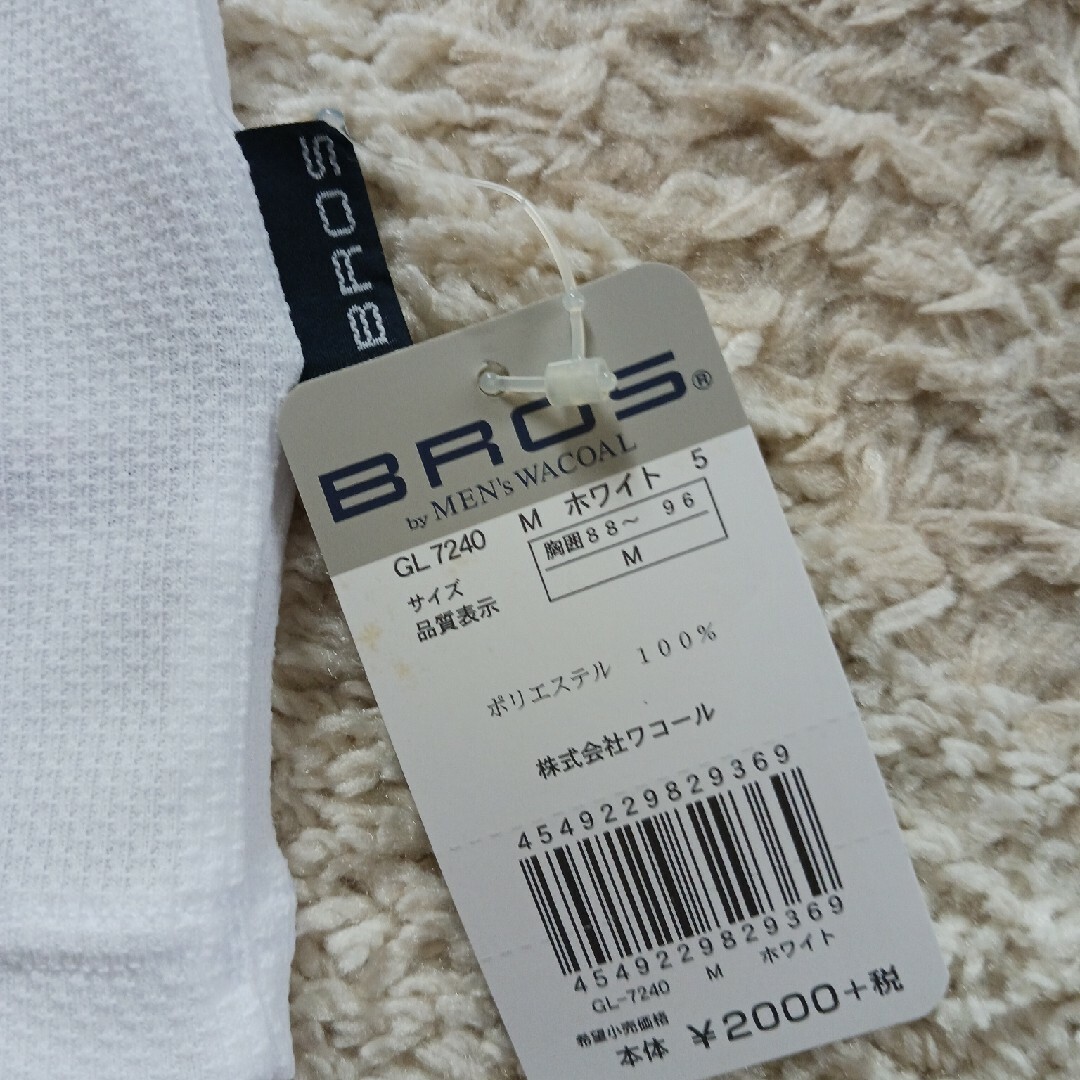 BROS
BROS®
by MEN's WACOAL
GL7240 M ホワイト 5
サイズ 胸囲88～ 96
M
品質表示
ポリエステル 100%
株式会社ワコール
4549229829369
4549229829369
GL-7240 M ホワイト
希望小売価格
本体 ¥2000+税